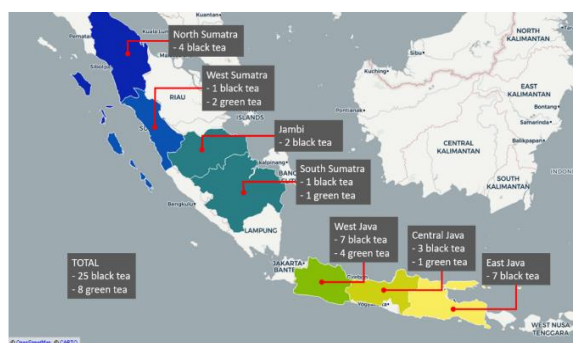 Kuantan
Kuala Lumpur
North Sumatra
- 4 black tea
NORTH
KALIMANTAN
Sibu
Kuching
West Sumatra
- 1 black tea
- 2 green tea
RIAU
ISLANDS
EAST
KALIMANTAN
Bontang
Samarinda
Pontianak
Jambi
- 2 black tea
Balikpapan
CENTRAL
KALIMANTAN
SOUTH
KALIMANTAN
South Sumatra
- 1 black tea
- 1 green tea
Bengkulu
LAMPUNG
West Java
- 7 black tea
- 4 green tea
Central Java
- 3 black tea
- 1 green tea
East Java
- 7 black tea
TOTAL
- 25 black tea
- 8 green tea
JAKARTA
WEST NUSA
TENGGARA
© OpenStreetMap, © CARTO